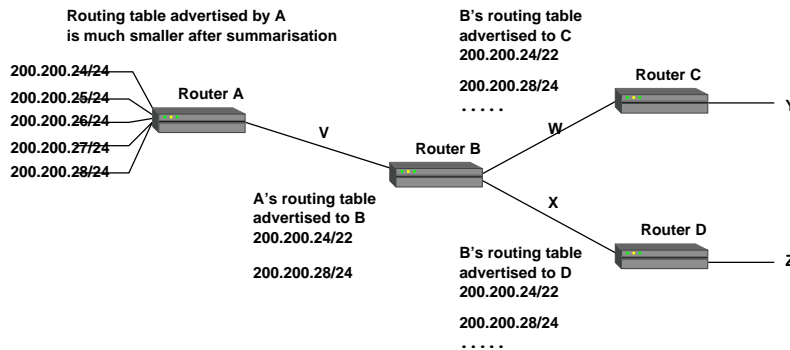 Routing table advertised by A
is much smaller after summarisation
200.200.24/24
200.200.25/24
200.200.26/24
200.200.27/24
200.200.28/24
Router A
V
A's routing table
advertised to B
200.200.24/22
200.200.28/24
Router B
B's routing table
advertised to C
200.200.24/22
200.200.28/24
. . . . .
W
Router C
Y
X
Router D
Z
B's routing table
advertised to D
200.200.24/22
200.200.28/24
. . . . .